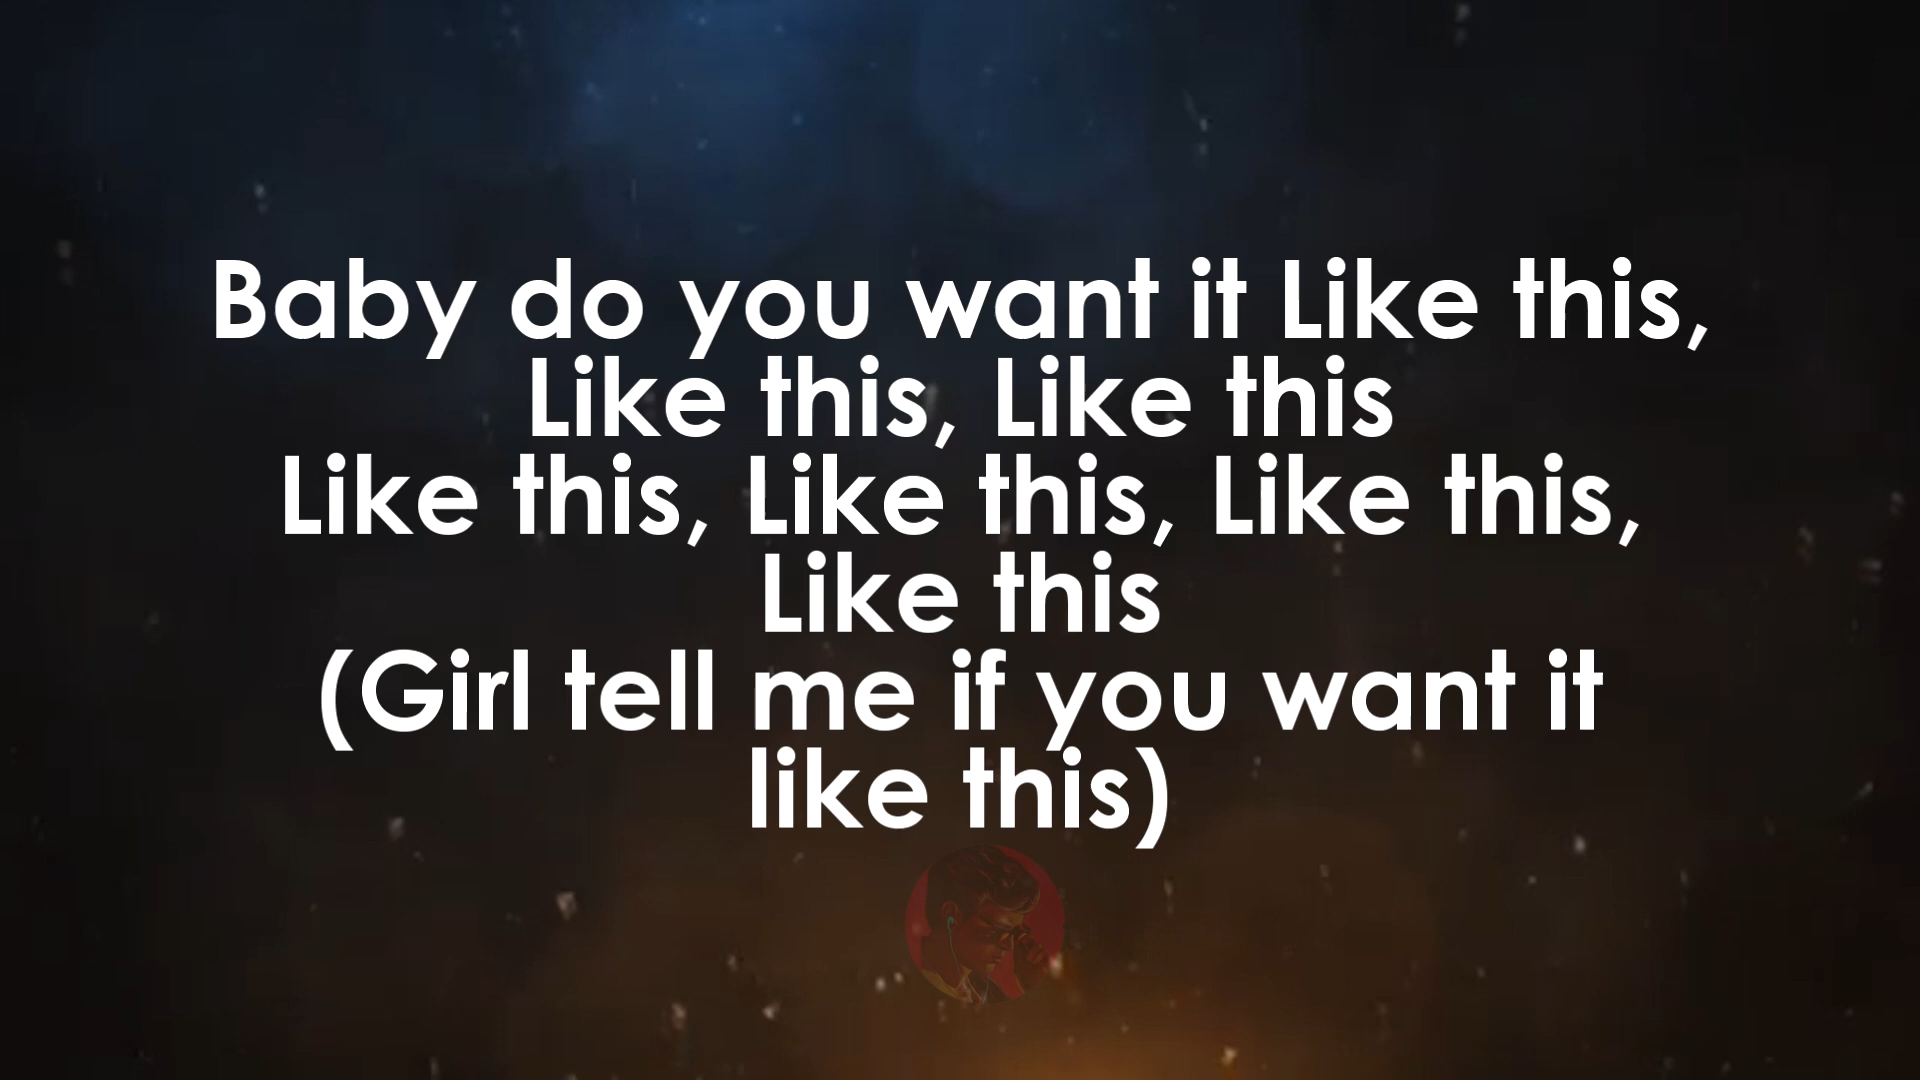 Baby do you want it Like this,
Like this, Like this
Like this, Like this, Like this,
Like this
(Girl tell me if you want it
like this)